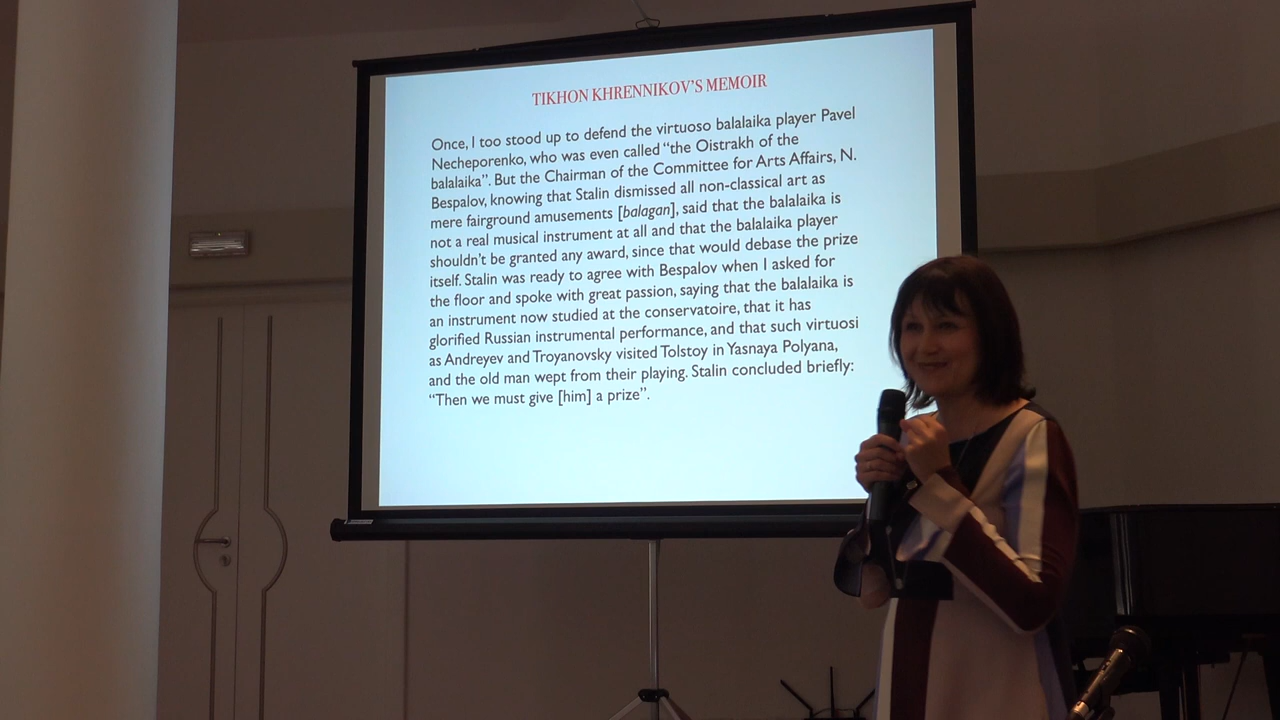 TIKHON KHRENNIKOV'S MEMOIR
Once, I too stood up to defend the virtuoso balalaika player Pavel
Necheporenko, who was even called “the Oistrakh of the
balalaika”. But the Chairman of the Committee for Arts Affairs, N.
Bespalov, knowing that Stalin dismissed all non-classical art as
mere fairground amusements [balagan], said that the balalaika is
not a real musical instrument at all and that the balalaika player
shouldn’t be granted any award, since that would debase the prize
itself. Stalin was ready to agree with Bespalov when I asked for
the floor and spoke with great passion, saying that the balalaika is
an instrument now studied at the conservatoire, that it has
glorified Russian instrumental performance, and that such virtuosi
as Andreyev and Troyanovsky visited Tolstoy in Yasnaya Polyana,
and the old man wept from their playing. Stalin concluded briefly:
“Then we must give [him] a prize”.